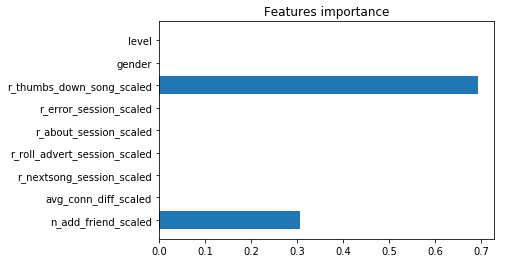 Features importance
level
gender
r_thumbs_down_song_scaled
r_error_session_scaled
r_about_session_scaled
r_roll_advert_session_scaled
r_nextsong_session_scaled
avg_conn_diff_scaled
n_add_friend_scaled
0.0 0.1 0.2 0.3 0.4 0.5 0.6 0.7